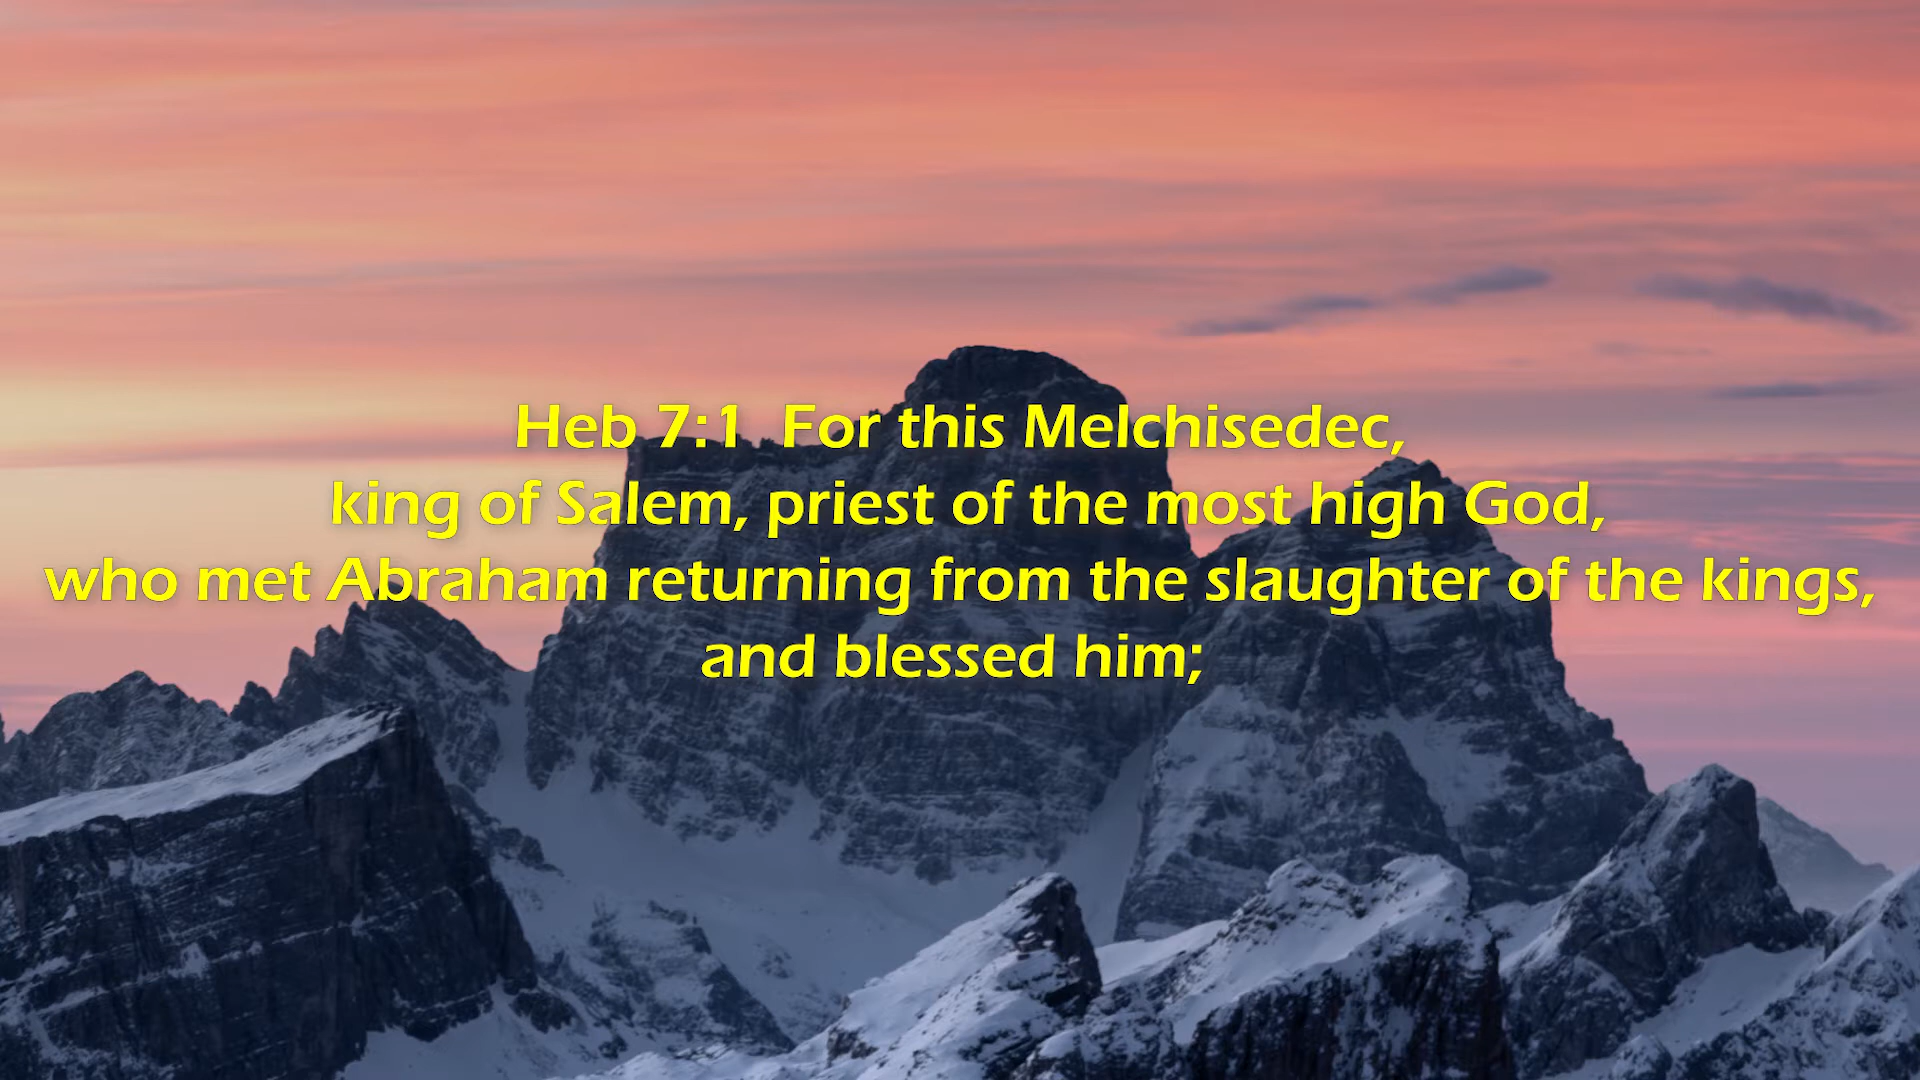 Heb 7:1  For this Melchisedec,
king of Salem, priest of the most high God,
who met Abraham returning from the slaughter of the kings,
and blessed him;